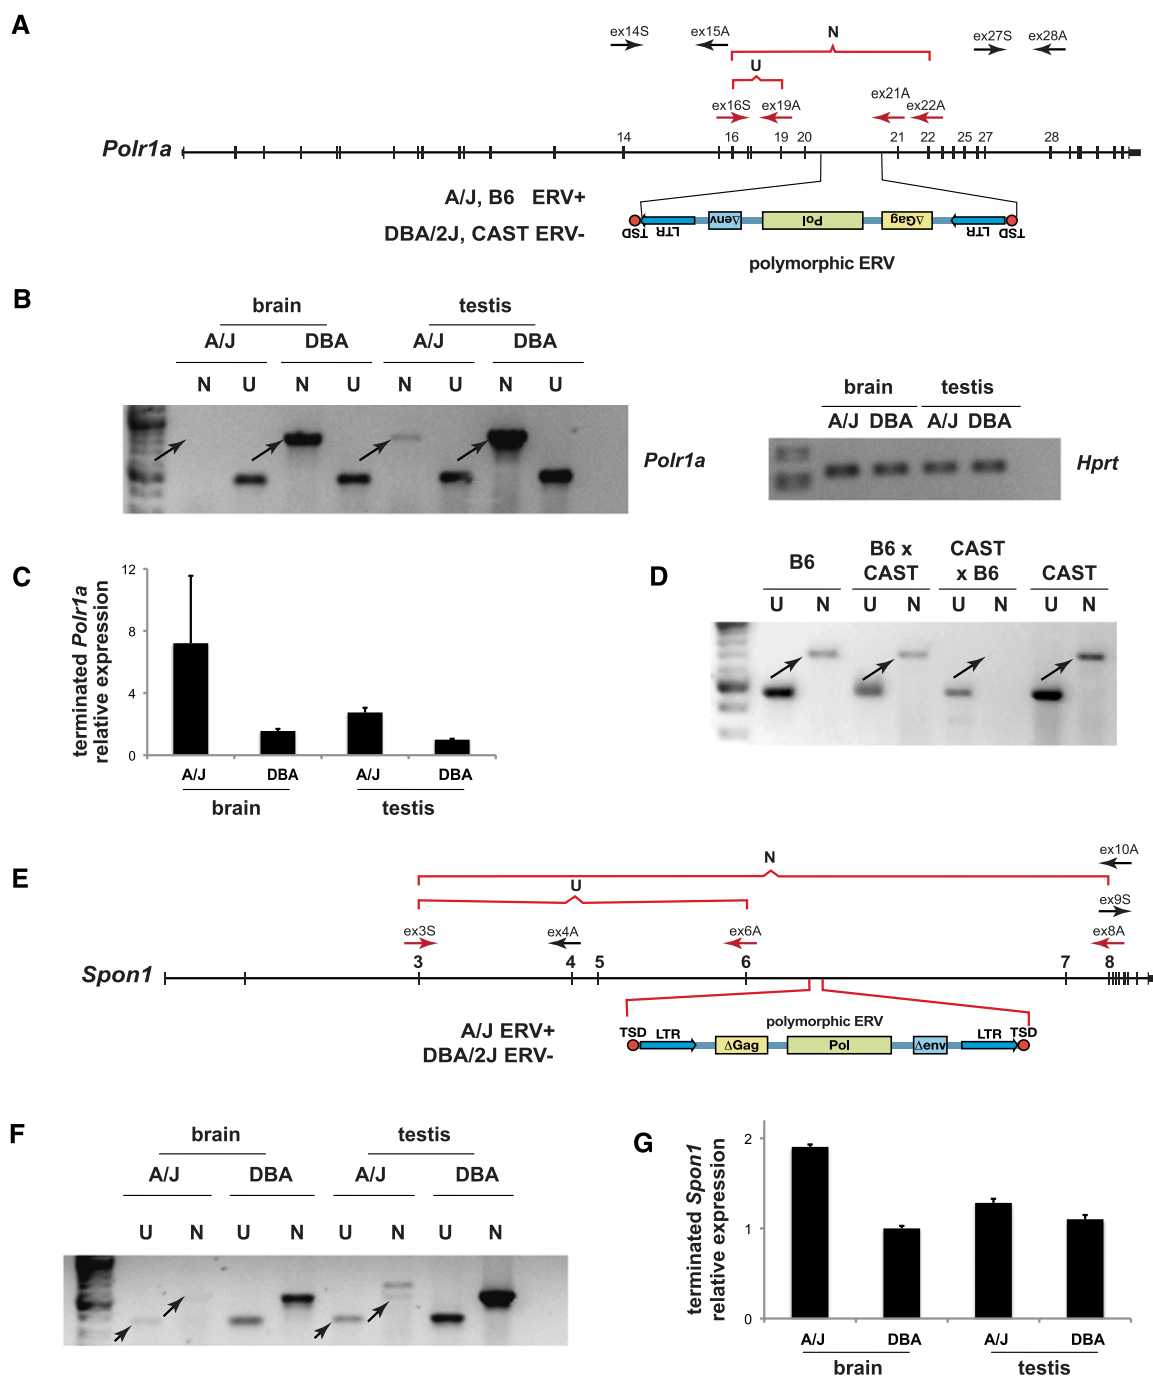 A
ex14S ex15A N ex27S ex28A
U
ex16S ex19A ex21A ex22A
Polr1a 14 16 19 20 21 22 25 27 28
A/J, B6 ERV+
DBA/2J, CAST ERV-
TSD LTR Δenv Pol ΔGag LTR TSD
polymorphic ERV
B
brain testis
A/J DBA A/J DBA
N U N U N U N U
Polr1a
brain testis
A/J DBA A/J DBA
Hprt
C
terminated Polr1a
relative expression
12
8
4
0
A/J DBA A/J DBA
brain testis
D
B6 B6 x CAST CAST x B6 CAST
U N U N U N U N
E
N
U
ex10A
ex9S
ex3S ex4A ex6A ex8A
Spon1 3 4 5 6 7 8
A/J ERV+
DBA/2J ERV-
polymorphic ERV
TSD LTR ΔGag Pol Δenv LTR TSD
F
brain testis
A/J DBA A/J DBA
U N U N U N U N
G
terminated Spon1
relative expression
2
1
0
A/J DBA A/J DBA
brain testis